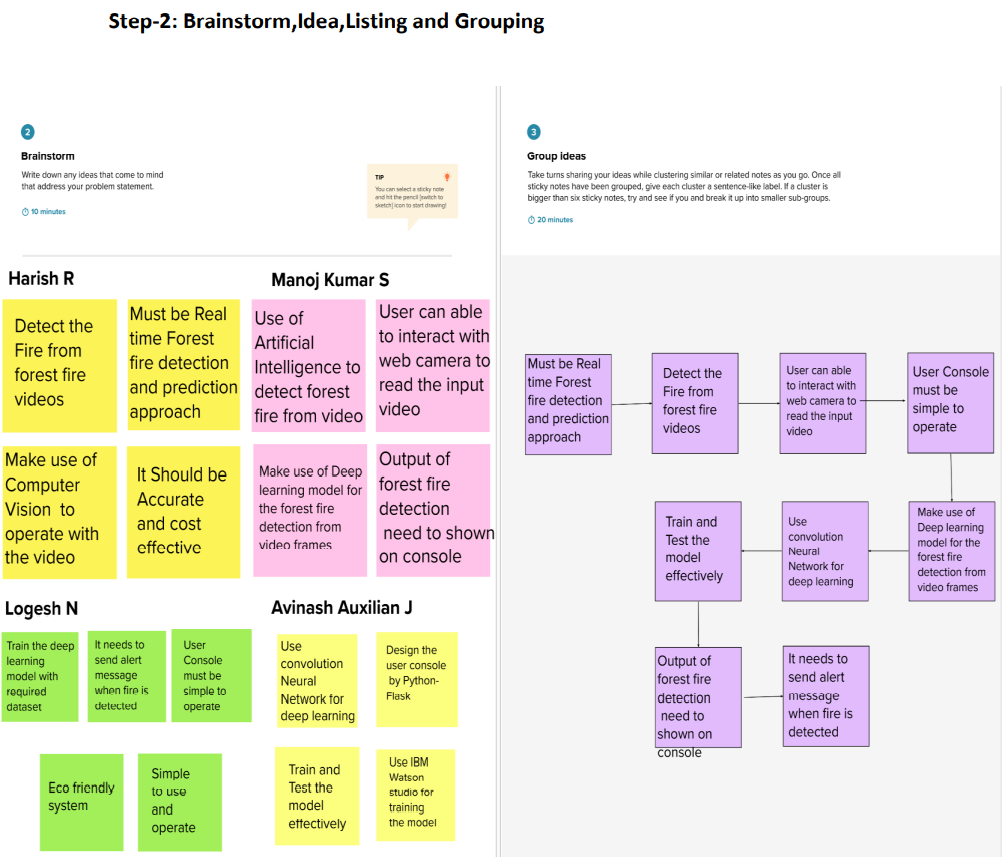 Step-2: Brainstorm,Idea,Listing and Grouping
2
Brainstorm
Write down any ideas that come to mind
that address your problem statement.
10 minutes
TIP
You can select a sticky note
and hit the pencil [switch to
sketch] icon to start drawing!
Harish R
Detect the
Fire from
forest fire
videos
Must be Real
time Forest
fire detection
and prediction
approach
Make use of
Computer
Vision to
operate with
the video
It Should be
Accurate
and cost
effective
Manoj Kumar S
Use of
Artificial
Intelligence to
detect forest
fire from video
User can able
to interact with
web camera to
read the input
video
Make use of Deep
learning model for
the forest fire
detection from
video frames
Output of
forest fire
detection
need to shown
on console
Logesh N
Train the deep
learning
model with
required
dataset
It needs to
send alert
message
when fire is
detected
User
Console
must be
simple to
operate
Eco friendly
system
Simple
to use
and
operate
Avinash Auxilian J
Use
convolution
Neural
Network for
deep learning
Design the
user console
by Python-
Flask
Train and
Test the
model
effectively
Use IBM
Watson
studio for
training
the model
3
Group ideas
Take turns sharing your ideas while clustering similar or related notes as you go. Once all
sticky notes have been grouped, give each cluster a sentence-like label. If a cluster is
bigger than six sticky notes, try and see if you and break it up into smaller sub-groups.
20 minutes
Must be Real
time Forest
fire detection
and prediction
approach
Detect the
Fire from
forest fire
videos
User can able
to interact with
web camera to
read the input
video
User Console
must be
simple to
operate
Make use of
Deep learning
model for the
forest fire
detection from
video frames
Use
convolution
Neural
Network for
deep learning
Train and
Test the
model
effectively
Output of
forest fire
detection
need to
shown on
console
It needs to
send alert
message
when fire is
detected